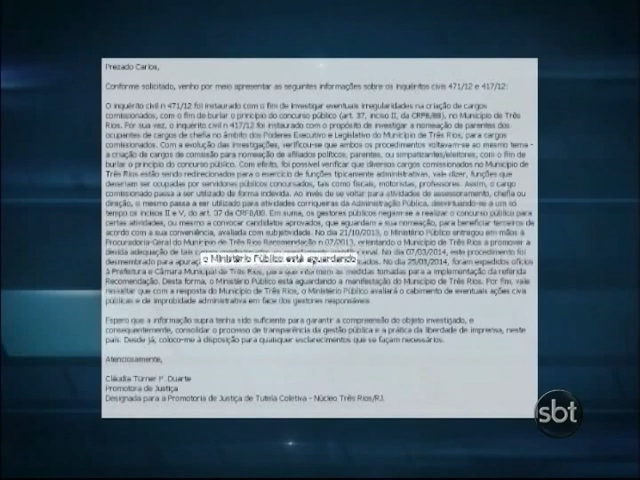 Prezado Carlos,
Conforme solicitado, venho por meio apresentar as seguintes informações sobre os inquéritos civis 471/12 e 417/12:
O inquérito civil n 471/12 foi instaurado com o fim de investigar eventuais irregularidades na criação de cargos
comissionados, com o fim de burlar o princípio do concurso público (art. 37, inciso II, da CRFB/88), no Município de Três
Rios. Por sua vez, o inquérito civil n 417/12 foi instaurado com o propósito de investigar a nomeação de parentes dos
ocupantes de cargos de chefia no âmbito dos Poderes Executivo e Legislativo do Município de Três Rios, para cargos
comissionados. Com a evolução das investigações, verificou-se que ambos os procedimentos voltavam-se ao mesmo tema -
a criação de cargos de comissão para nomeação de afiliados políticos, parentes, ou simpatizantes/eleitores, com o fim de
burlar o princípio do concurso público. Com efeito, foi possível verificar que diversos cargos comissionados no Município de
Três Rios estão sendo redirecionados para o exercício de funções tipicamente administrativas, vale dizer, funções que
deveriam ser ocupadas por servidores públicos concursados, tais como fiscais, motoristas, professores. Assim, o cargo
comissionado passa a ser utilizado de forma indevida. Ao invés de se voltar para atividades de assessoramento, chefia ou
direção, o mesmo passa a ser utilizado para atividades corriqueiras da Administração Pública, desvirtuando-se a um só
tempo os incisos II e V, do art. 37 da CRFB/88. Em suma, os gestores públicos negam-se a realizar o concurso público para
certas atividades, ou mesmo a convocar candidatos aprovados, que aguardam a sua nomeação, para beneficiar terceiros de
acordo com a sua conveniência, avaliada com subjetividade. No dia 21/10/2013, o Ministério Público entregou em mãos à
Procuradoria-Geral do Município de Três Rios Recomendação n 07/2013, orientando o Município de Três Rios a promover a
devida adequação de tais No dia 07/03/2014, este procedimento foi
desmembrato para o Ministério Público está aguardando No dia 25/03/2014, foram expedidos ofícios
à Prefeitura e Câmara Municipal de Três Rios, para que informem as medidas tomadas para a implementação da referida
Recomendação. Desta forma, o Ministério Público está aguardando a manifestação do Município de Três Rios. Por fim, vale
ressaltar que com a resposta do Município de Três Rios, o Ministério Público avaliará o cabimento de eventuais ações civis
públicas e de improbidade administrativa em face dos gestores responsáveis.
Espero que a informação supra tenha sido suficiente para garantir a compreensão do objeto investigado, e
consequentemente, consolidar o processo de transparência da gestão pública e a prática da liberdade de imprensa, neste
país. Desde já, coloco-me à disposição para quaisquer esclarecimentos que se façam necessários.
Atenciosamente,
Cláudia Türner P. Duarte
Promotora de Justiça
Designada para a Promotoria de Justiça de Tutela Coletiva - Núcleo Três Rios/RJ.
sbt